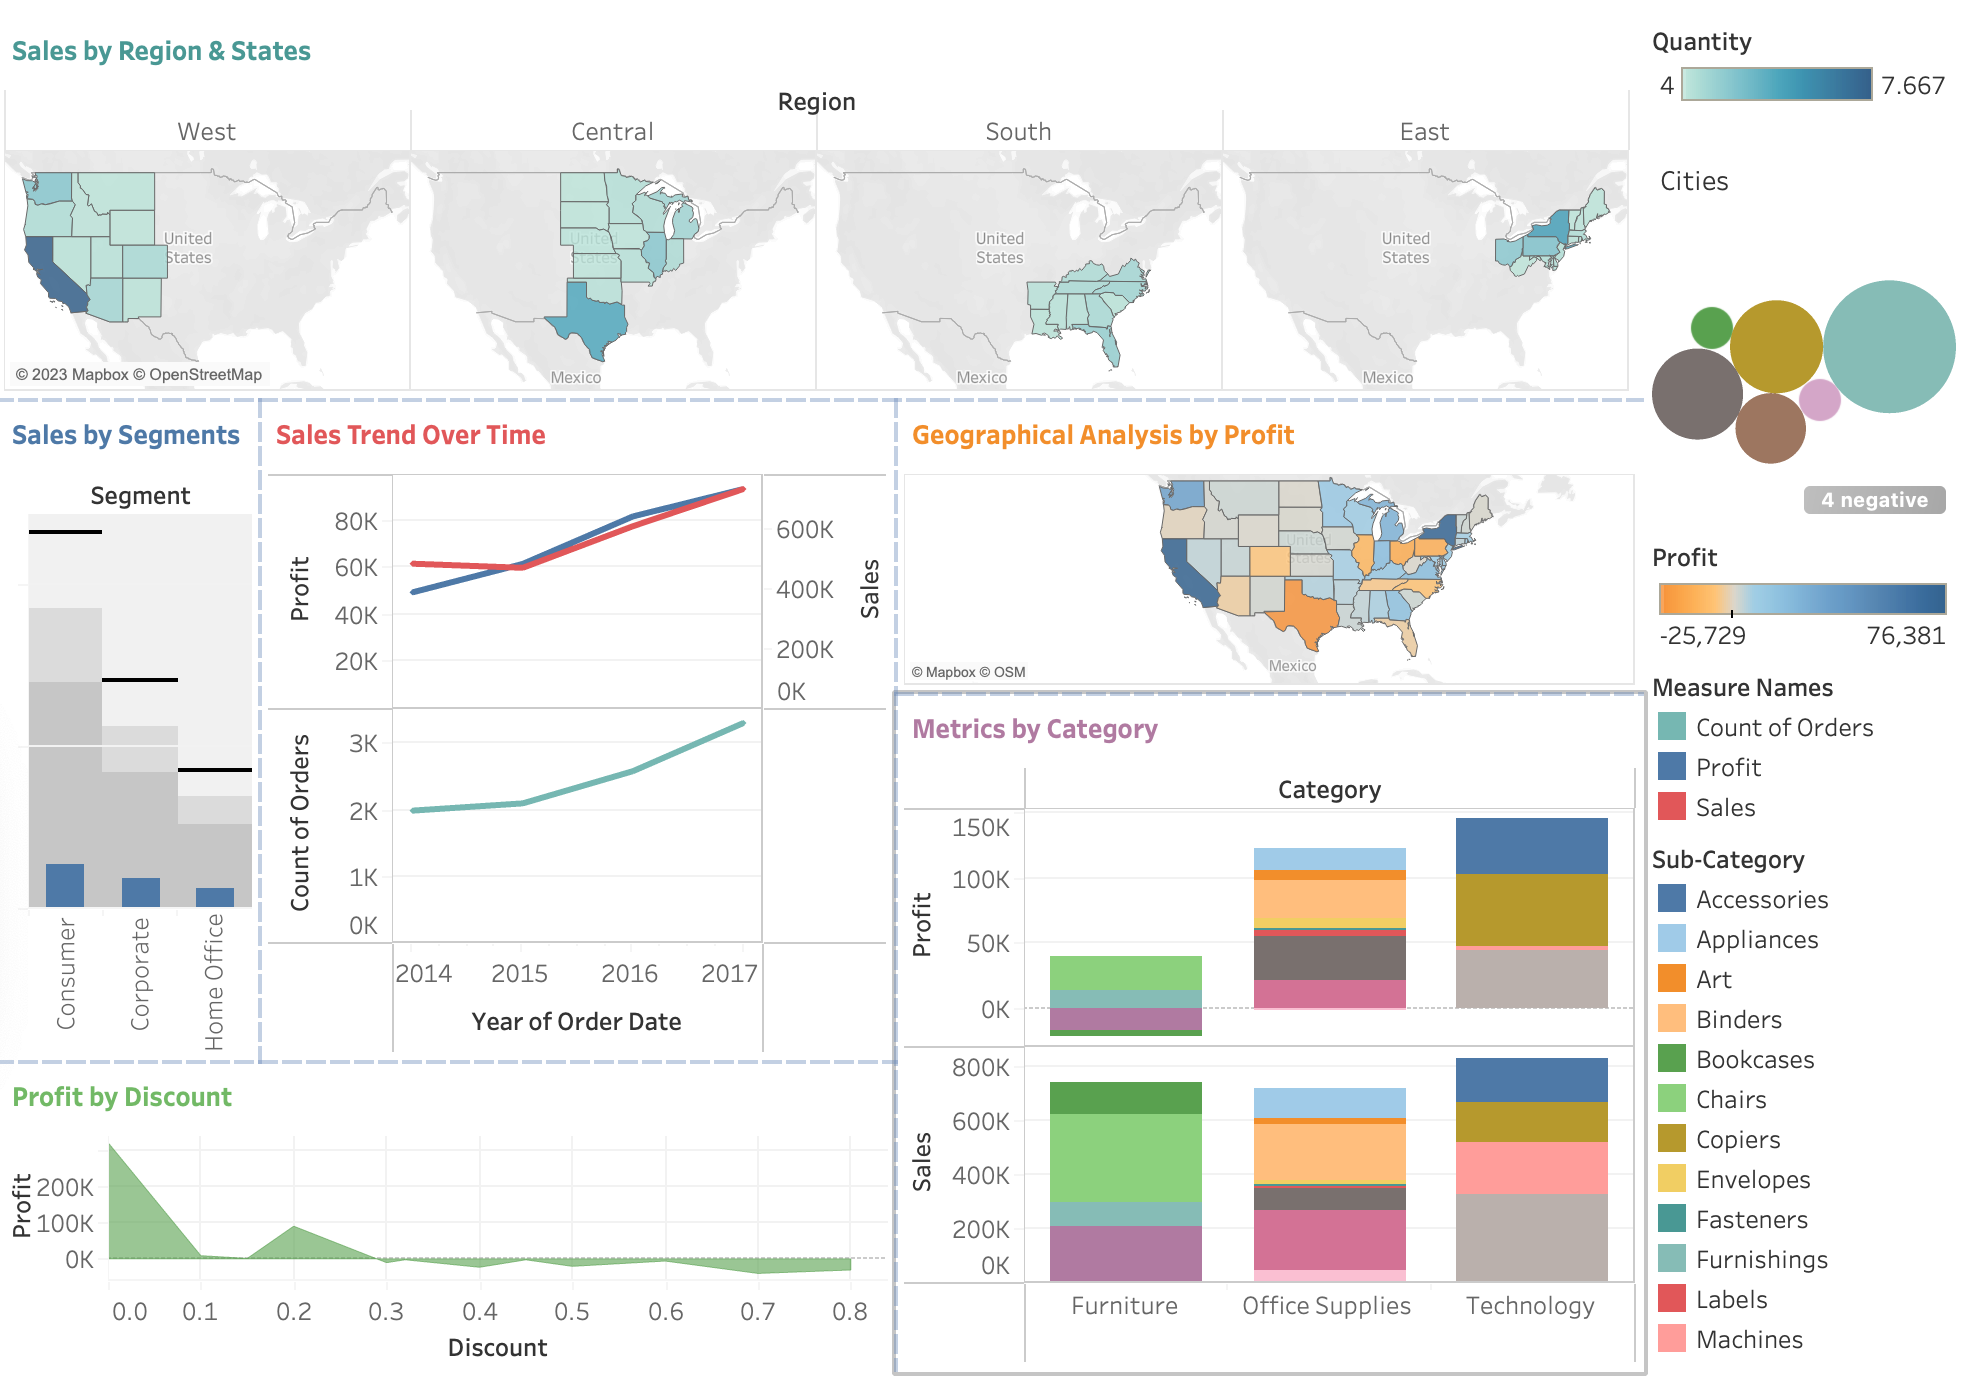 Sales by Region & States
Region
West
Central
South
East
United
States
United
States
United
States
United
States
Mexico
Mexico
Mexico
© 2023 Mapbox © OpenStreetMap
Quantity
4
7.667
Cities
4 negative
Profit
-25,729
76,381
Measure Names
Count of Orders
Profit
Sales
Sub-Category
Accessories
Appliances
Art
Binders
Bookcases
Chairs
Copiers
Envelopes
Fasteners
Furnishings
Labels
Machines
Sales by Segments
Segment
Consumer
Corporate
Home Office
Sales Trend Over Time
Profit
80K
60K
40K
20K
Sales
600K
400K
200K
0K
Count of Orders
3K
2K
1K
0K
2014
2015
2016
2017
Year of Order Date
Geographical Analysis by Profit
United
States
Mexico
© Mapbox © OSM
Metrics by Category
Category
Profit
150K
100K
50K
0K
Sales
800K
600K
400K
200K
0K
Furniture
Office Supplies
Technology
Profit by Discount
Profit
200K
100K
0K
0.0
0.1
0.2
0.3
0.4
0.5
0.6
0.7
0.8
Discount